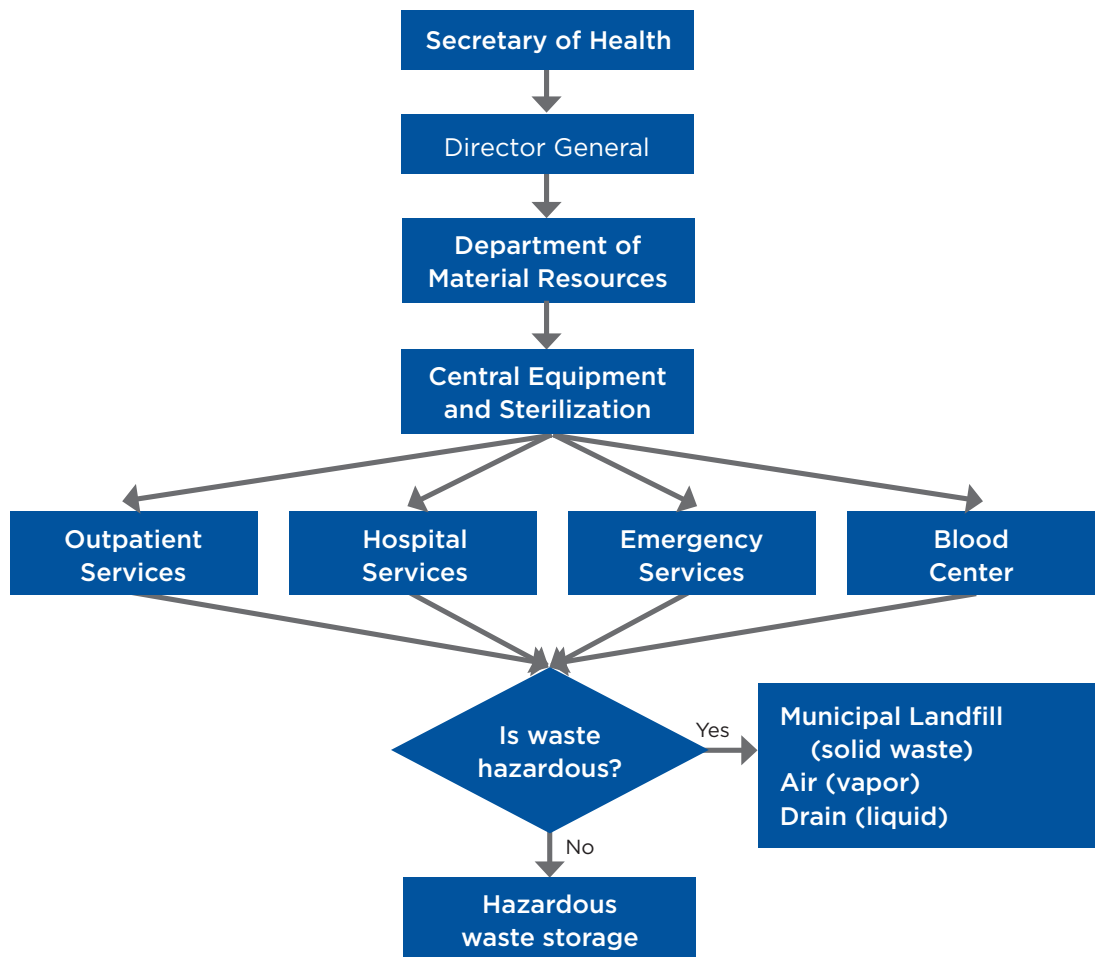 Secretary of Health
Director General
Department of
Material Resources
Central Equipment
and Sterilization
Outpatient
Services
Hospital
Services
Emergency
Services
Blood
Center
Is waste
hazardous?
Yes
Municipal Landfill
(solid waste)
Air (vapor)
Drain (liquid)
No
Hazardous
waste storage